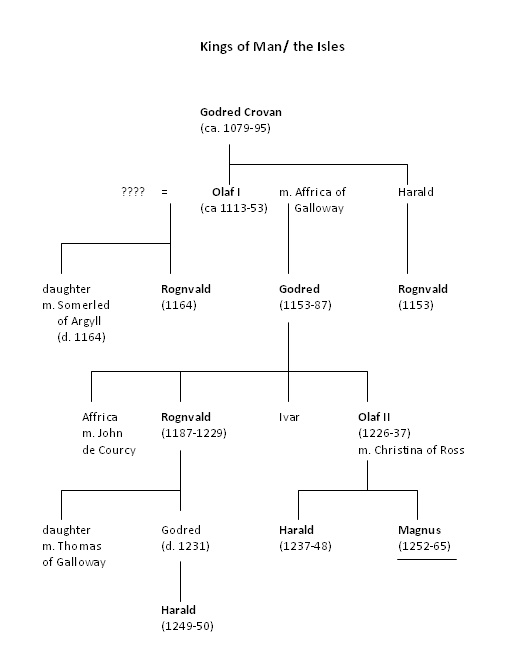 Kings of Man/ the Isles
Godred Crovan
(ca. 1079-95)
???? = Olaf I m. Affrica of Harald
(ca 1113-53) Galloway
daughter Rognvald Godred Rognvald
m. Somerled (1164) (1153-87) (1153)
of Argyll
(d. 1164)
Affrica Rognvald Ivar Olaf II
m. John (1187-1229) (1226-37)
de Courcy m. Christina of Ross
daughter Godred Harald Magnus
m. Thomas (d. 1231) (1237-48) (1252-65)
of Galloway
Harald
(1249-50)